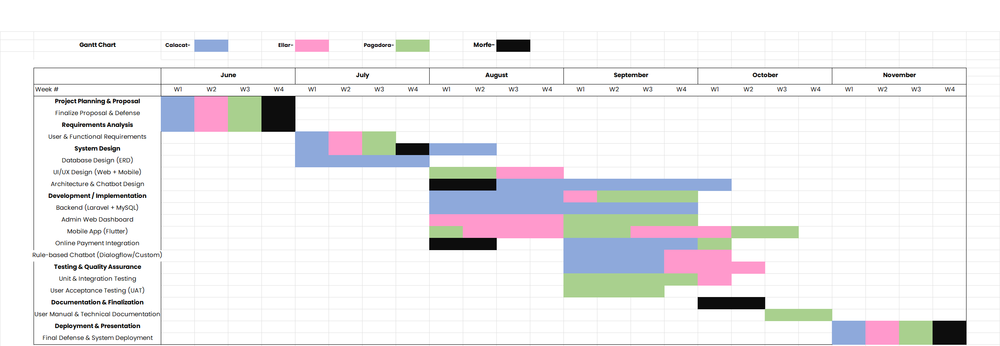 Gantt Chart Calacat- Ellar- Pagadora- Morfe-
June July August September October November
Week # W1 W2 W3 W4 W1 W2 W3 W4 W1 W2 W3 W4 W1 W2 W3 W4 W1 W2 W3 W4 W1 W2 W3 W4
Project Planning & Proposal
Finalize Proposal & Defense
Requirements Analysis
User & Functional Requirements
System Design
Database Design (ERD)
UI/UX Design (Web + Mobile)
Architecture & Chatbot Design
Development / Implementation
Backend (Laravel + MySQL)
Admin Web Dashboard
Mobile App (Flutter)
Online Payment Integration
Rule-based Chatbot (Dialogflow/Custom)
Testing & Quality Assurance
Unit & Integration Testing
User Acceptance Testing (UAT)
Documentation & Finalization
User Manual & Technical Documentation
Deployment & Presentation
Final Defense & System Deployment